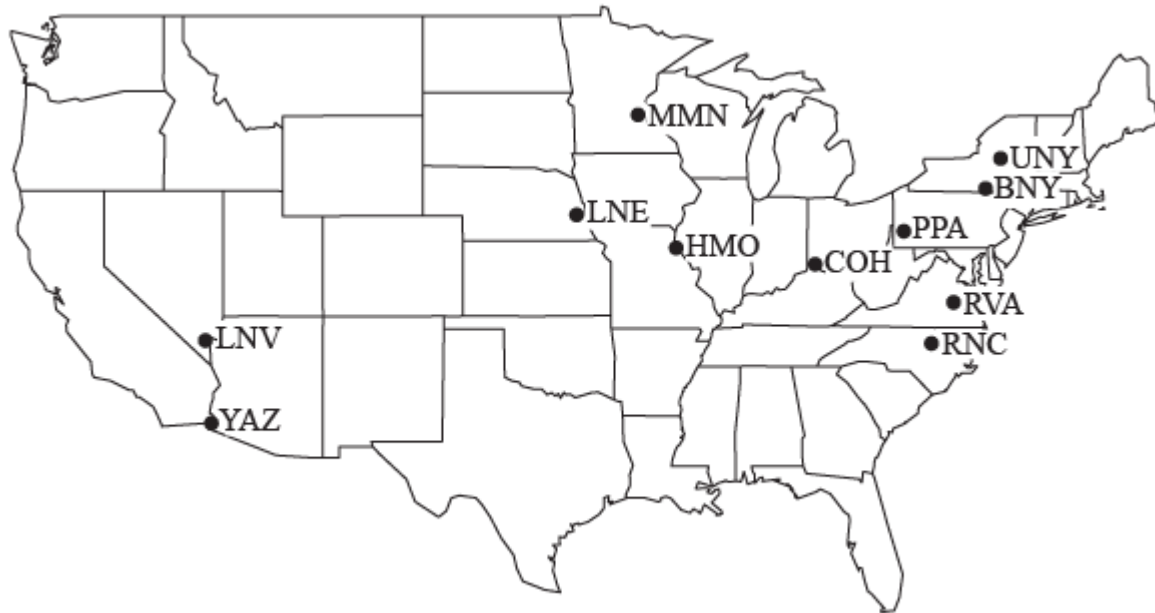 MMN
UNY
BNY
LNE
PPA
HMO
COH
RVA
LNV
RNC
YAZ